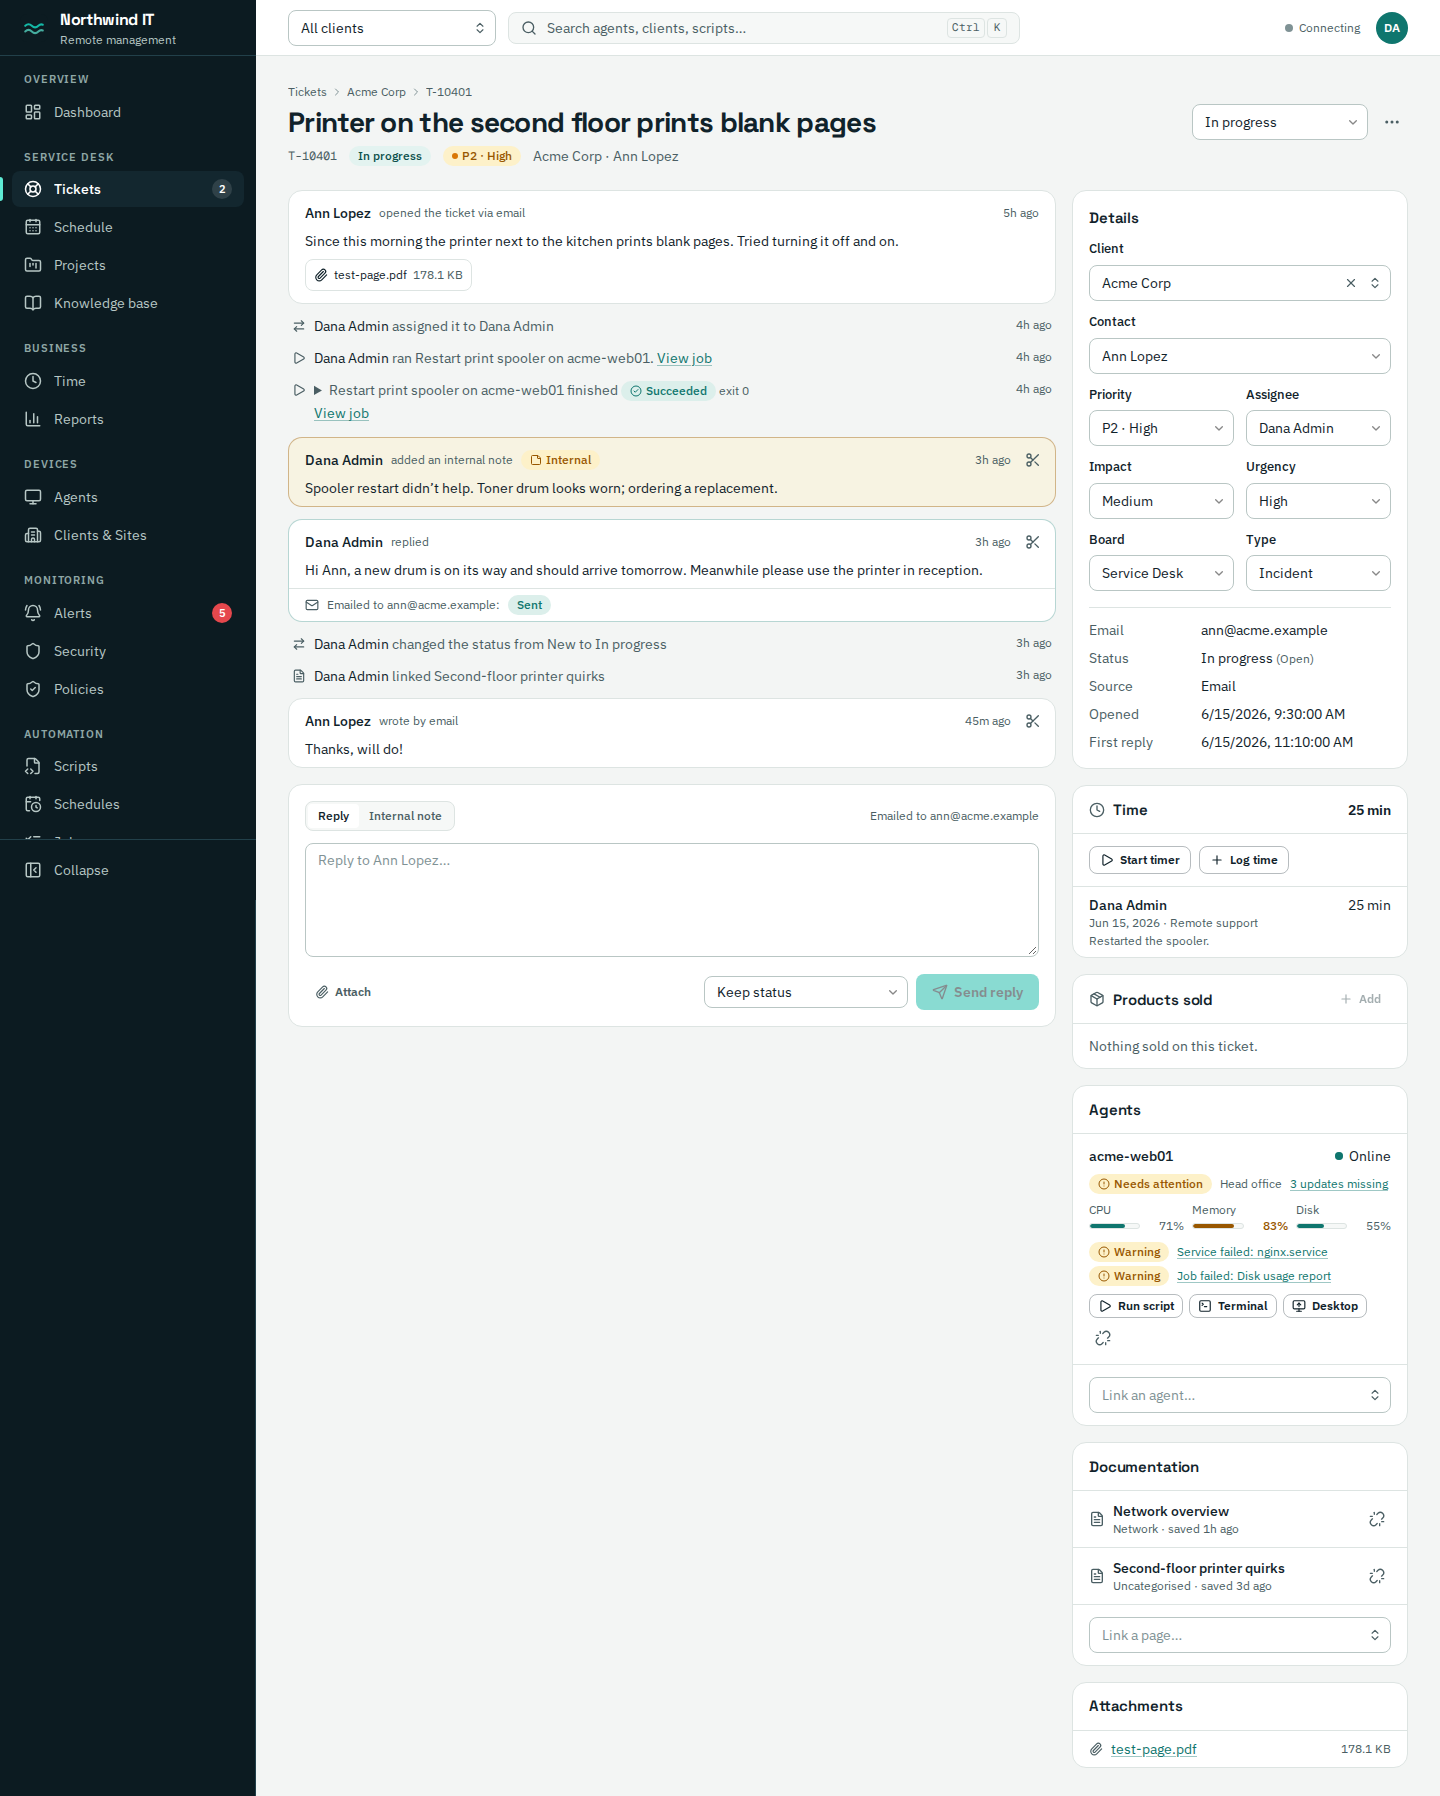 Northwind IT
Remote management
All clients
Search agents, clients, scripts…
Ctrl K
Connecting
DA
OVERVIEW
Dashboard
SERVICE DESK
Tickets 2
Schedule
Projects
Knowledge base
BUSINESS
Time
Reports
DEVICES
Agents
Clients & Sites
MONITORING
Alerts 5
Security
Policies
AUTOMATION
Scripts
Schedules
Collapse
Tickets Acme Corp T-10401
Printer on the second floor prints blank pages
T-10401 In progress P2 · High Acme Corp · Ann Lopez
In progress
Ann Lopez opened the ticket via email 5h ago
Since this morning the printer next to the kitchen prints blank pages. Tried turning it off and on.
test-page.pdf 178.1 KB
Dana Admin assigned it to Dana Admin 4h ago
Dana Admin ran Restart print spooler on acme-web01. View job 4h ago
Restart print spooler on acme-web01 finished Succeeded exit 0 4h ago
View job
Dana Admin added an internal note Internal 3h ago
Spooler restart didn’t help. Toner drum looks worn; ordering a replacement.
Dana Admin replied 3h ago
Hi Ann, a new drum is on its way and should arrive tomorrow. Meanwhile please use the printer in reception.
Emailed to ann@acme.example: Sent
Dana Admin changed the status from New to In progress 3h ago
Dana Admin linked Second-floor printer quirks 3h ago
Ann Lopez wrote by email 45m ago
Thanks, will do!
Reply Internal note Emailed to ann@acme.example
Reply to Ann Lopez…
Attach Keep status Send reply
Details
Client
Acme Corp
Contact
Ann Lopez
Priority Assignee
P2 · High Dana Admin
Impact Urgency
Medium High
Board Type
Service Desk Incident
Email ann@acme.example
Status In progress (Open)
Source Email
Opened 6/15/2026, 9:30:00 AM
First reply 6/15/2026, 11:10:00 AM
Time 25 min
Start timer Log time
Dana Admin 25 min
Jun 15, 2026 · Remote support
Restarted the spooler.
Products sold Add
Nothing sold on this ticket.
Agents
acme-web01 Online
Needs attention Head office 3 updates missing
CPU Memory Disk
71% 83% 55%
Warning Service failed: nginx.service
Warning Job failed: Disk usage report
Run script Terminal Desktop
Link an agent…
Documentation
Network overview
Network · saved 1h ago
Second-floor printer quirks
Uncategorised · saved 3d ago
Link a page…
Attachments
test-page.pdf 178.1 KB